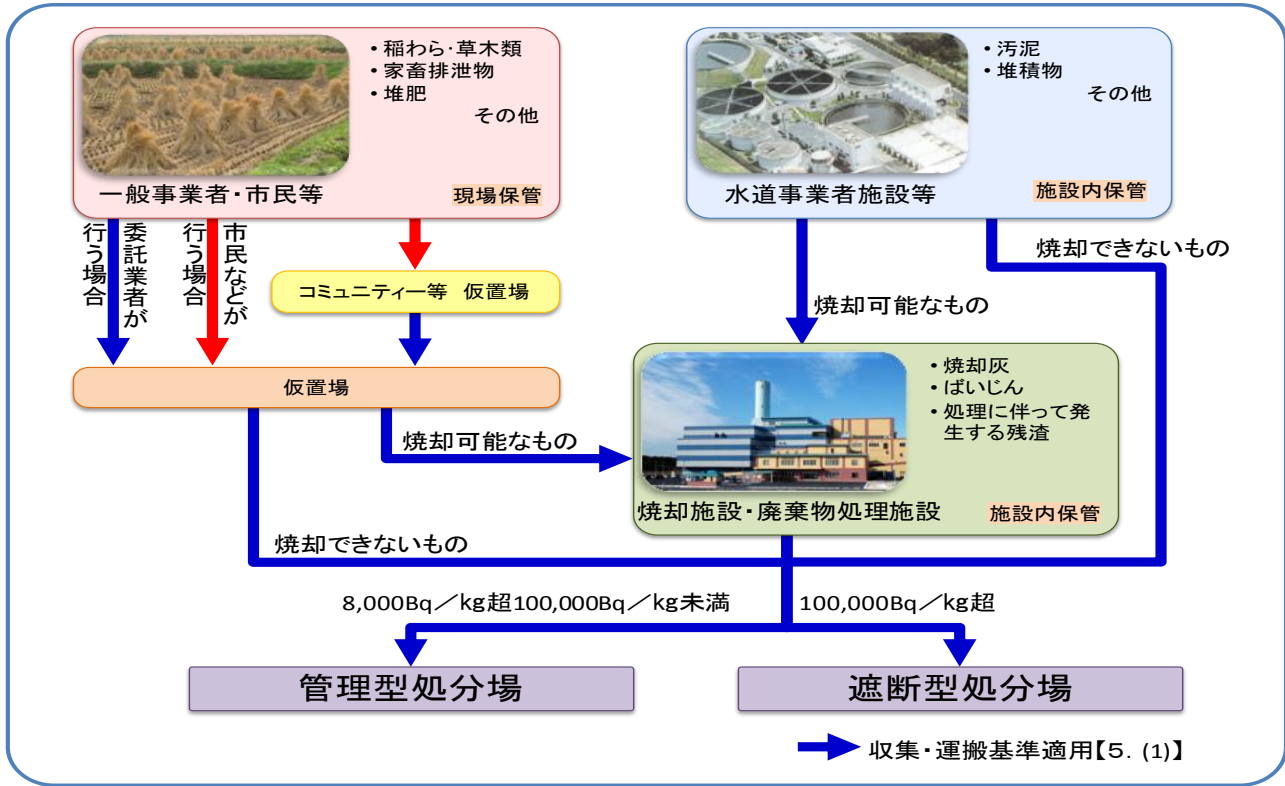 ・稲わら・草木類
・家畜排泄物
・堆肥
その他
一般事業者・市民等
現場保管
・汚泥
・堆積物
その他
水道事業者施設等
施設内保管
委託業者が
行う場合
市民などが
行う場合
コミュニティー等 仮置場
仮置場
焼却できないもの
焼却可能なもの
焼却可能なもの
・焼却灰
・ばいじん
・処理に伴って発
生する残渣
焼却施設・廃棄物処理施設
施設内保管
焼却できないもの
8,000Bq／kg超100,000Bq／kg未満
100,000Bq／kg超
管理型処分場
遮断型処分場
収集・運搬基準適用【5. (1)】